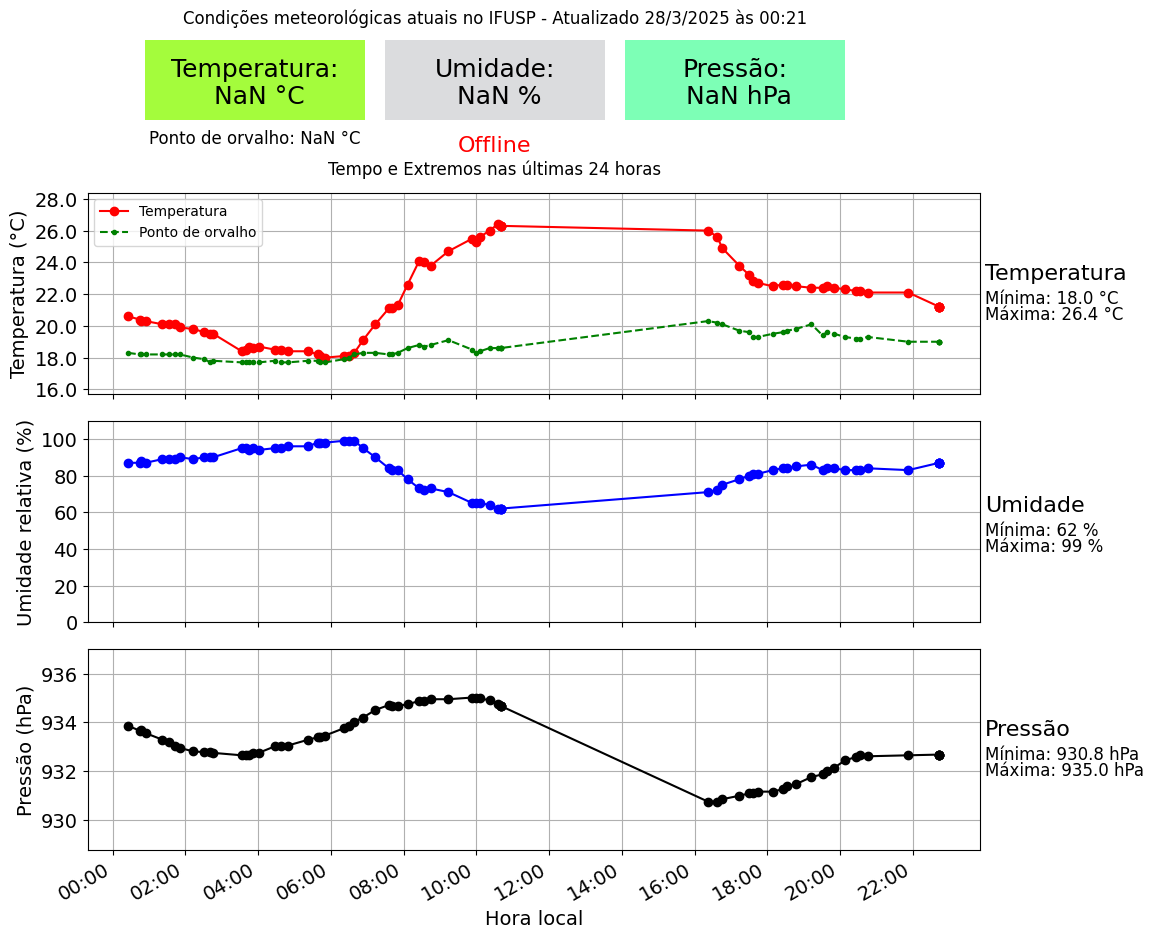 Condições meteorológicas atuais no IFUSP - Atualizado 28/3/2025 às 00:21
Temperatura:
NaN °C
Umidade:
NaN %
Pressão:
NaN hPa
Ponto de orvalho: NaN °C
Offline
Tempo e Extremos nas últimas 24 horas
Temperatura (°C)
28.0
26.0
24.0
22.0
20.0
18.0
16.0
Temperatura
Ponto de orvalho
Temperatura
Mínima: 18.0 °C
Máxima: 26.4 °C
Umidade relativa (%)
100
80
60
40
20
0
Umidade
Mínima: 62 %
Máxima: 99 %
Pressão (hPa)
936
934
932
930
Pressão
Mínima: 930.8 hPa
Máxima: 935.0 hPa
00:00
02:00
04:00
06:00
08:00
10:00
12:00
14:00
16:00
18:00
20:00
22:00
Hora local